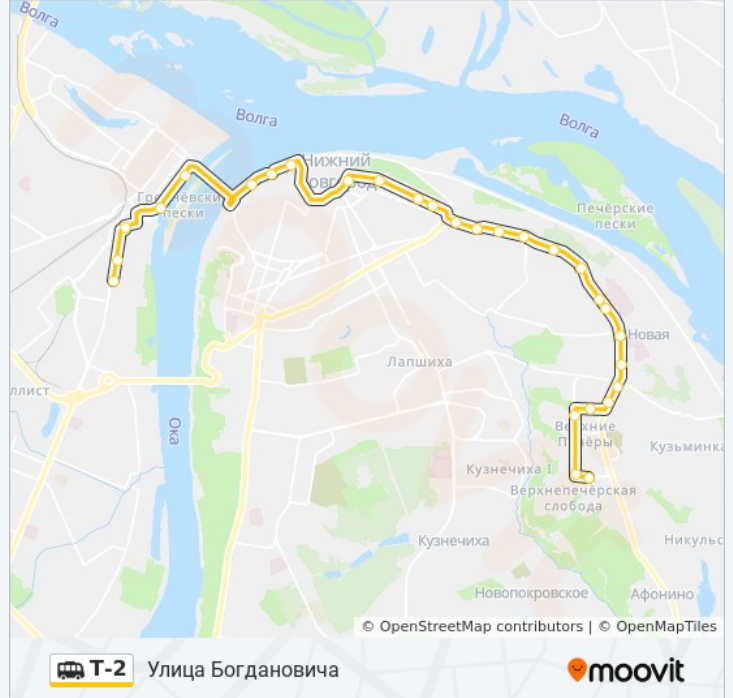 Волга
Волга
Волга
Нижний
Новгород
Гребнёвские
пески
Печёрские
пески
Новая
Лапшиха
ллист
Ока
Верхние
Печёры
Кузьминка
Кузнечиха I
Верхнепечёрская
слобода
Кузнечиха
Никульс
Новопокровское
Афонино
© OpenStreetMap contributors | © OpenMapTiles
Т-2 Улица Богдановича
moovit